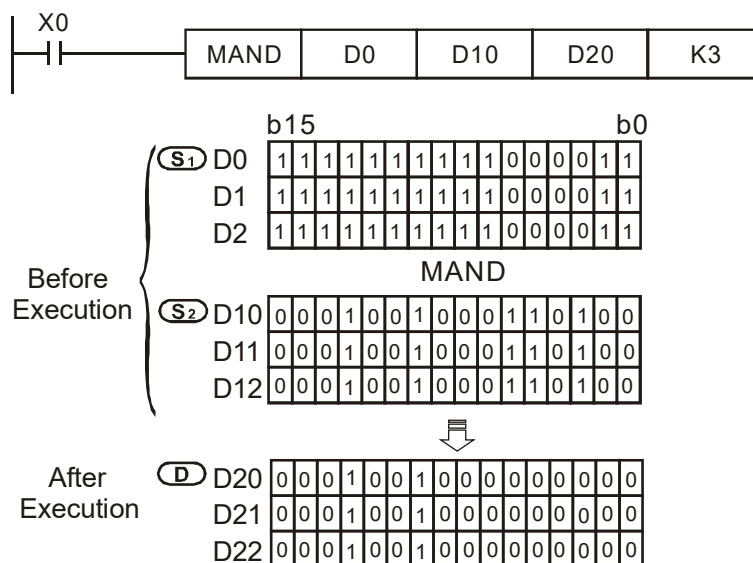 X0
MAND D0 D10 D20 K3
b15 b0
S1 D0 1 1 1 1 1 1 1 1 1 1 0 0 0 0 1 1
D1 1 1 1 1 1 1 1 1 1 1 0 0 0 0 1 1
D2 1 1 1 1 1 1 1 1 1 1 0 0 0 0 1 1
Before
Execution
MAND
S2 D10 0 0 0 1 0 0 1 0 0 0 1 1 0 1 0 0
D11 0 0 0 1 0 0 1 0 0 0 1 1 0 1 0 0
D12 0 0 0 1 0 0 1 0 0 0 1 1 0 1 0 0
After
Execution
D D20 0 0 0 1 0 0 1 0 0 0 0 0 0 0 0 0
D21 0 0 0 1 0 0 1 0 0 0 0 0 0 0 0 0
D22 0 0 0 1 0 0 1 0 0 0 0 0 0 0 0 0